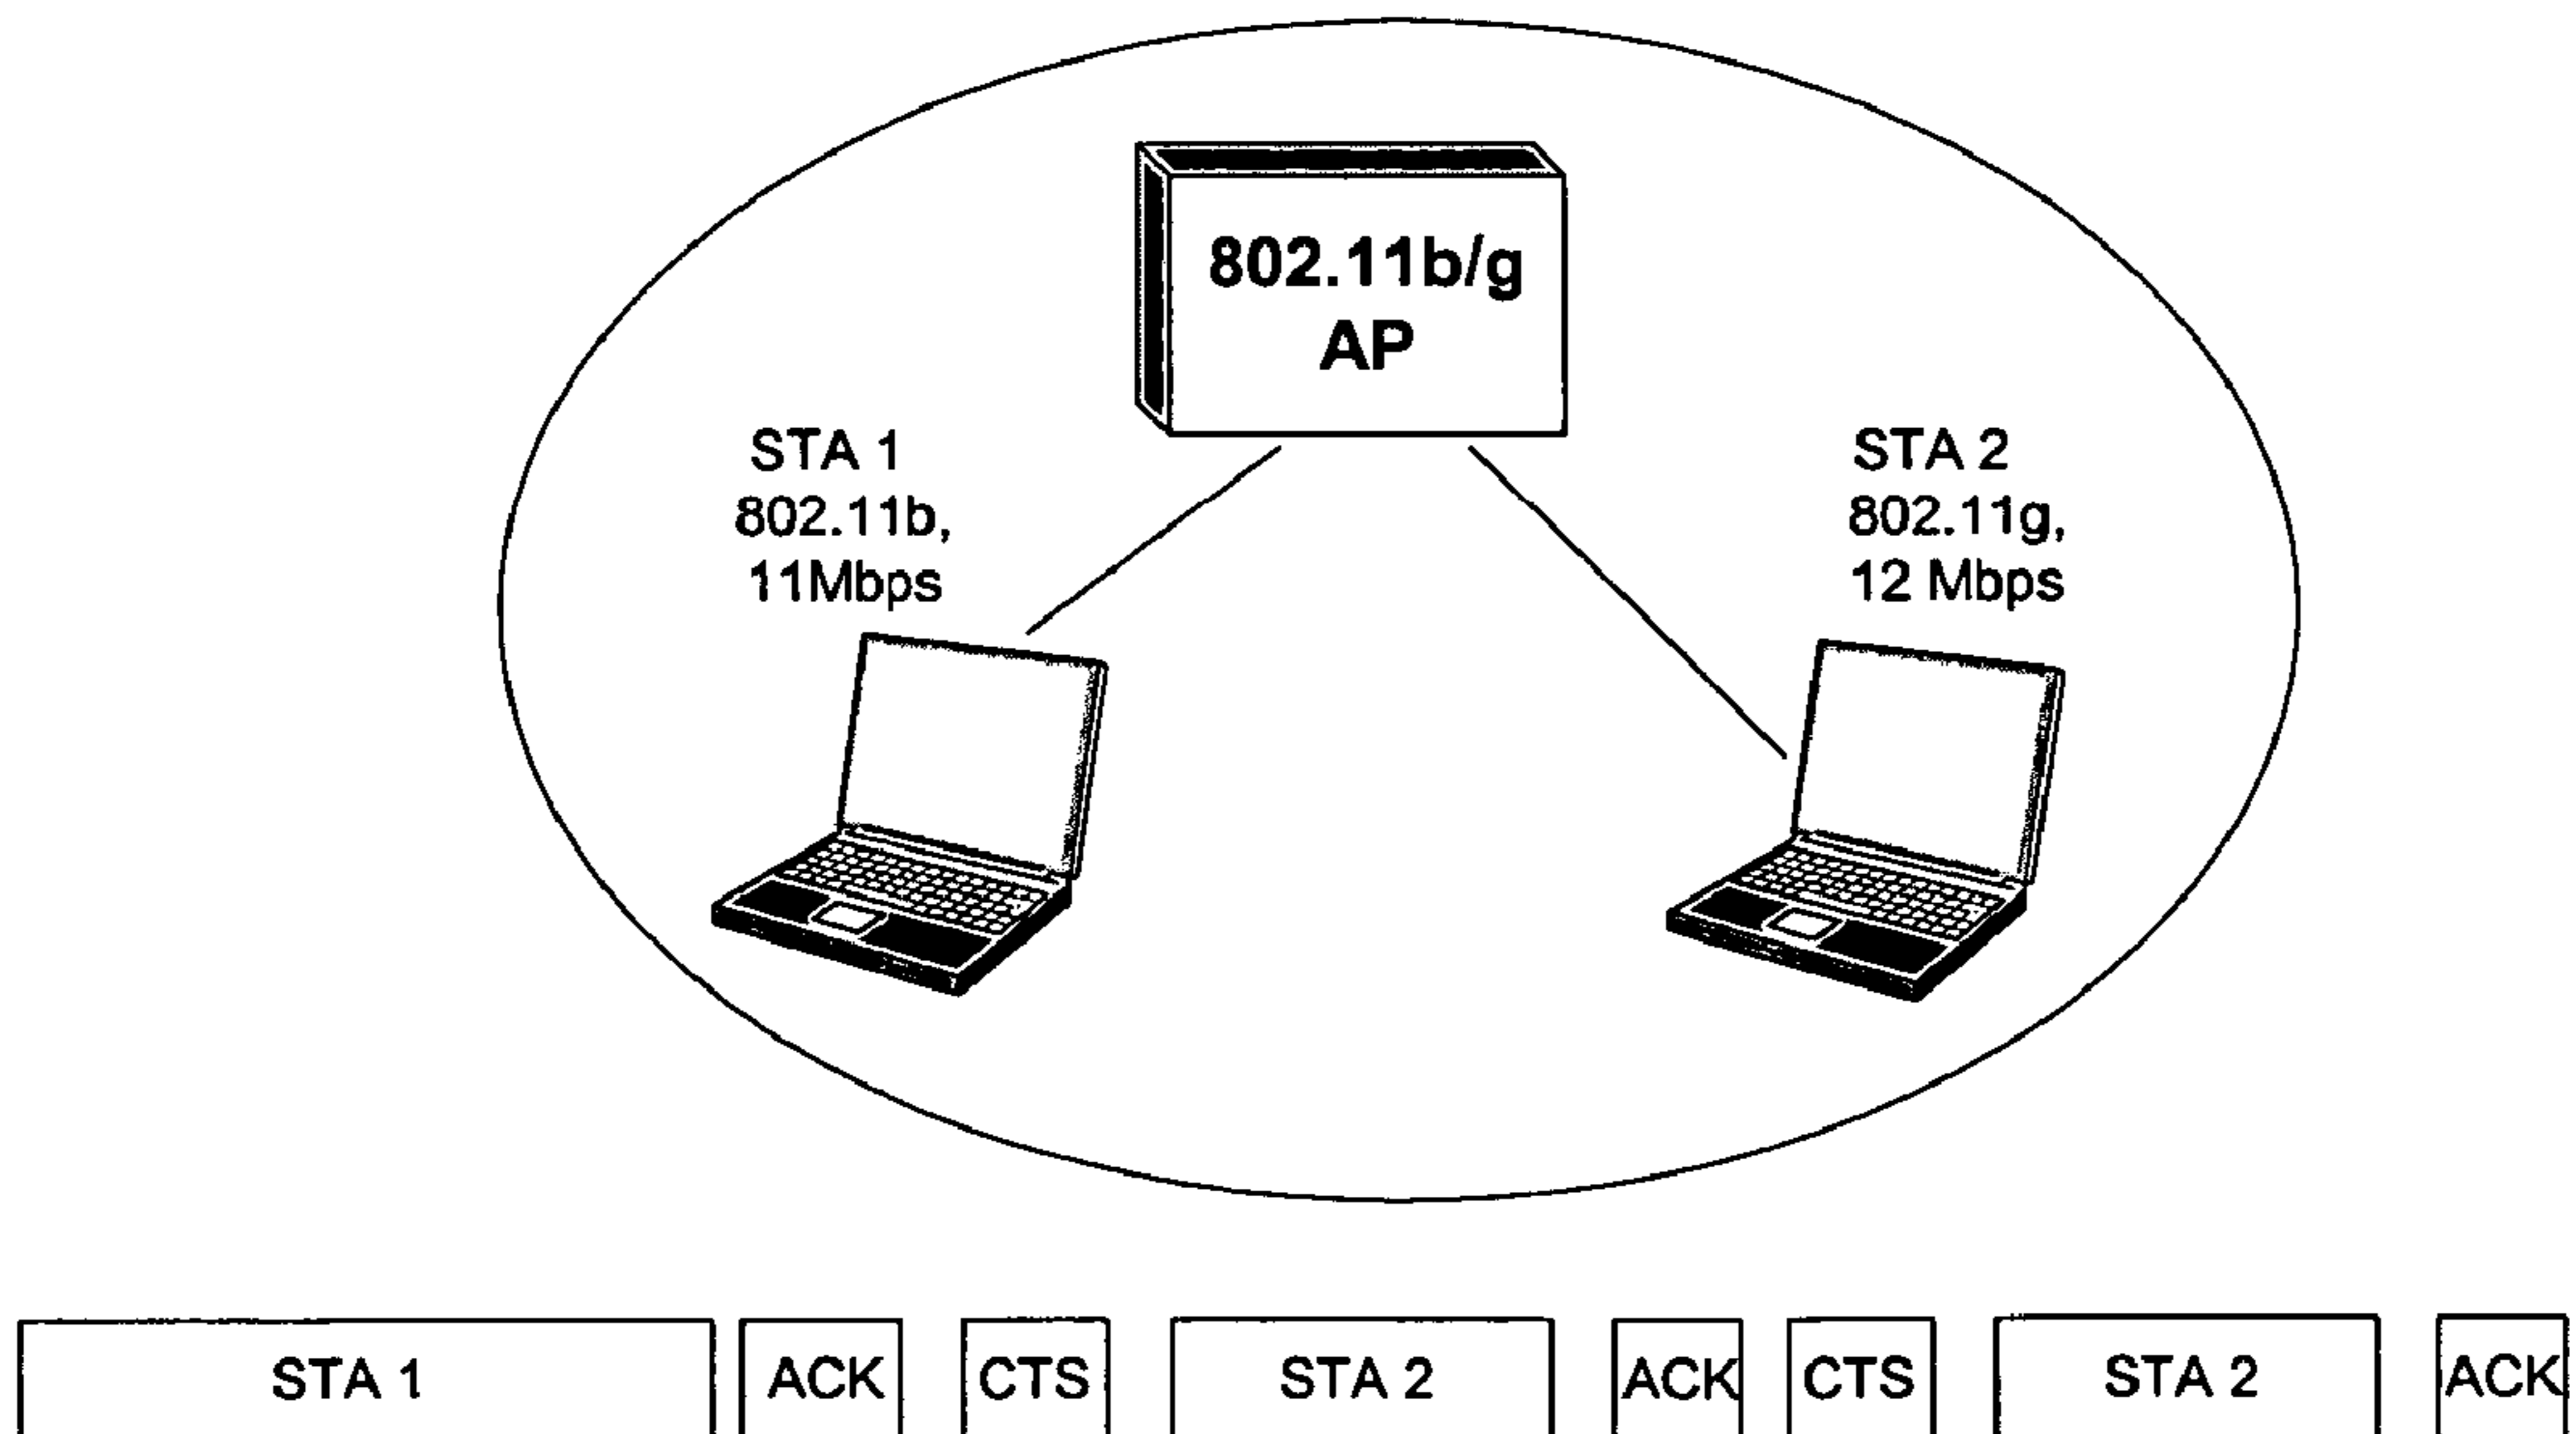 802.11b/g
AP
STA 1
802.11b,
11Mbps
STA 2
802.11g,
12 Mbps
STA 1
ACK
CTS
STA 2
ACK
CTS
STA 2
ACK